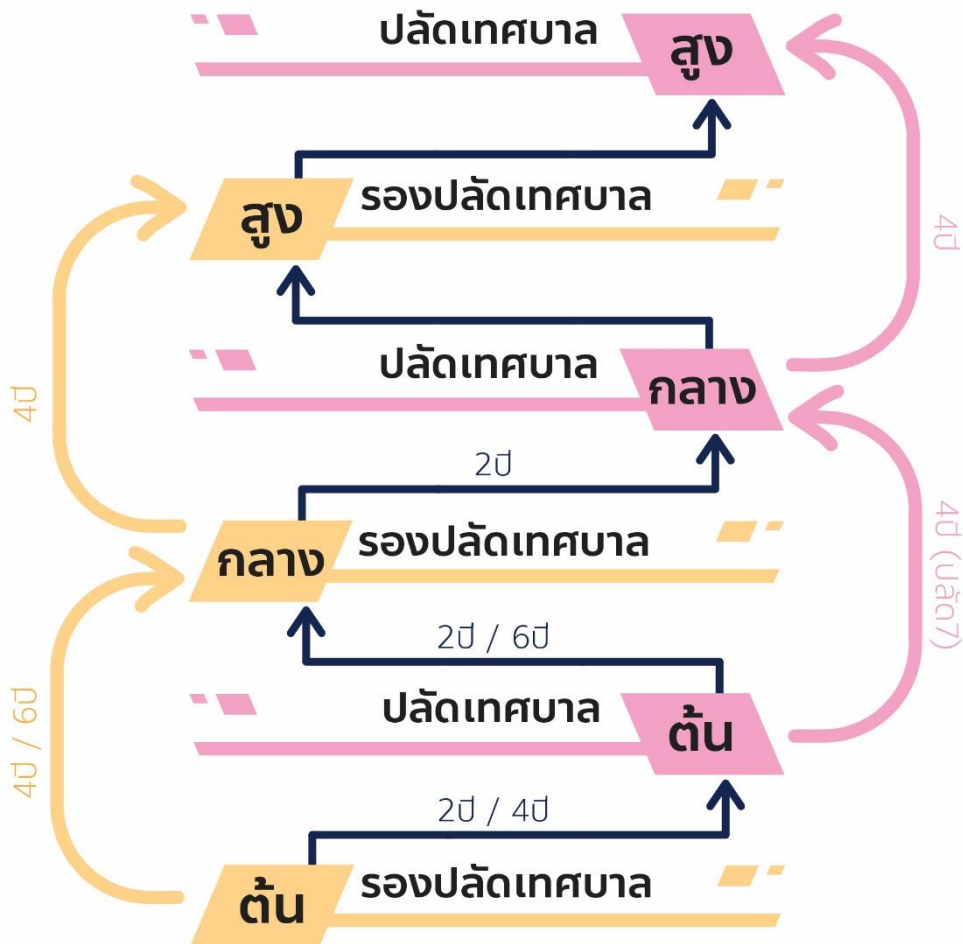 ปลัดเทศบาล สูง
สูง รองปลัดเทศบาล
4ปี
ปลัดเทศบาล กลาง
4ปี
2ปี
กลาง รองปลัดเทศบาล
4ปี (ปลัด7)
2ปี / 6ปี
ปลัดเทศบาล ต้น
4ปี / 6ปี
2ปี / 4ปี
ต้น รองปลัดเทศบาล